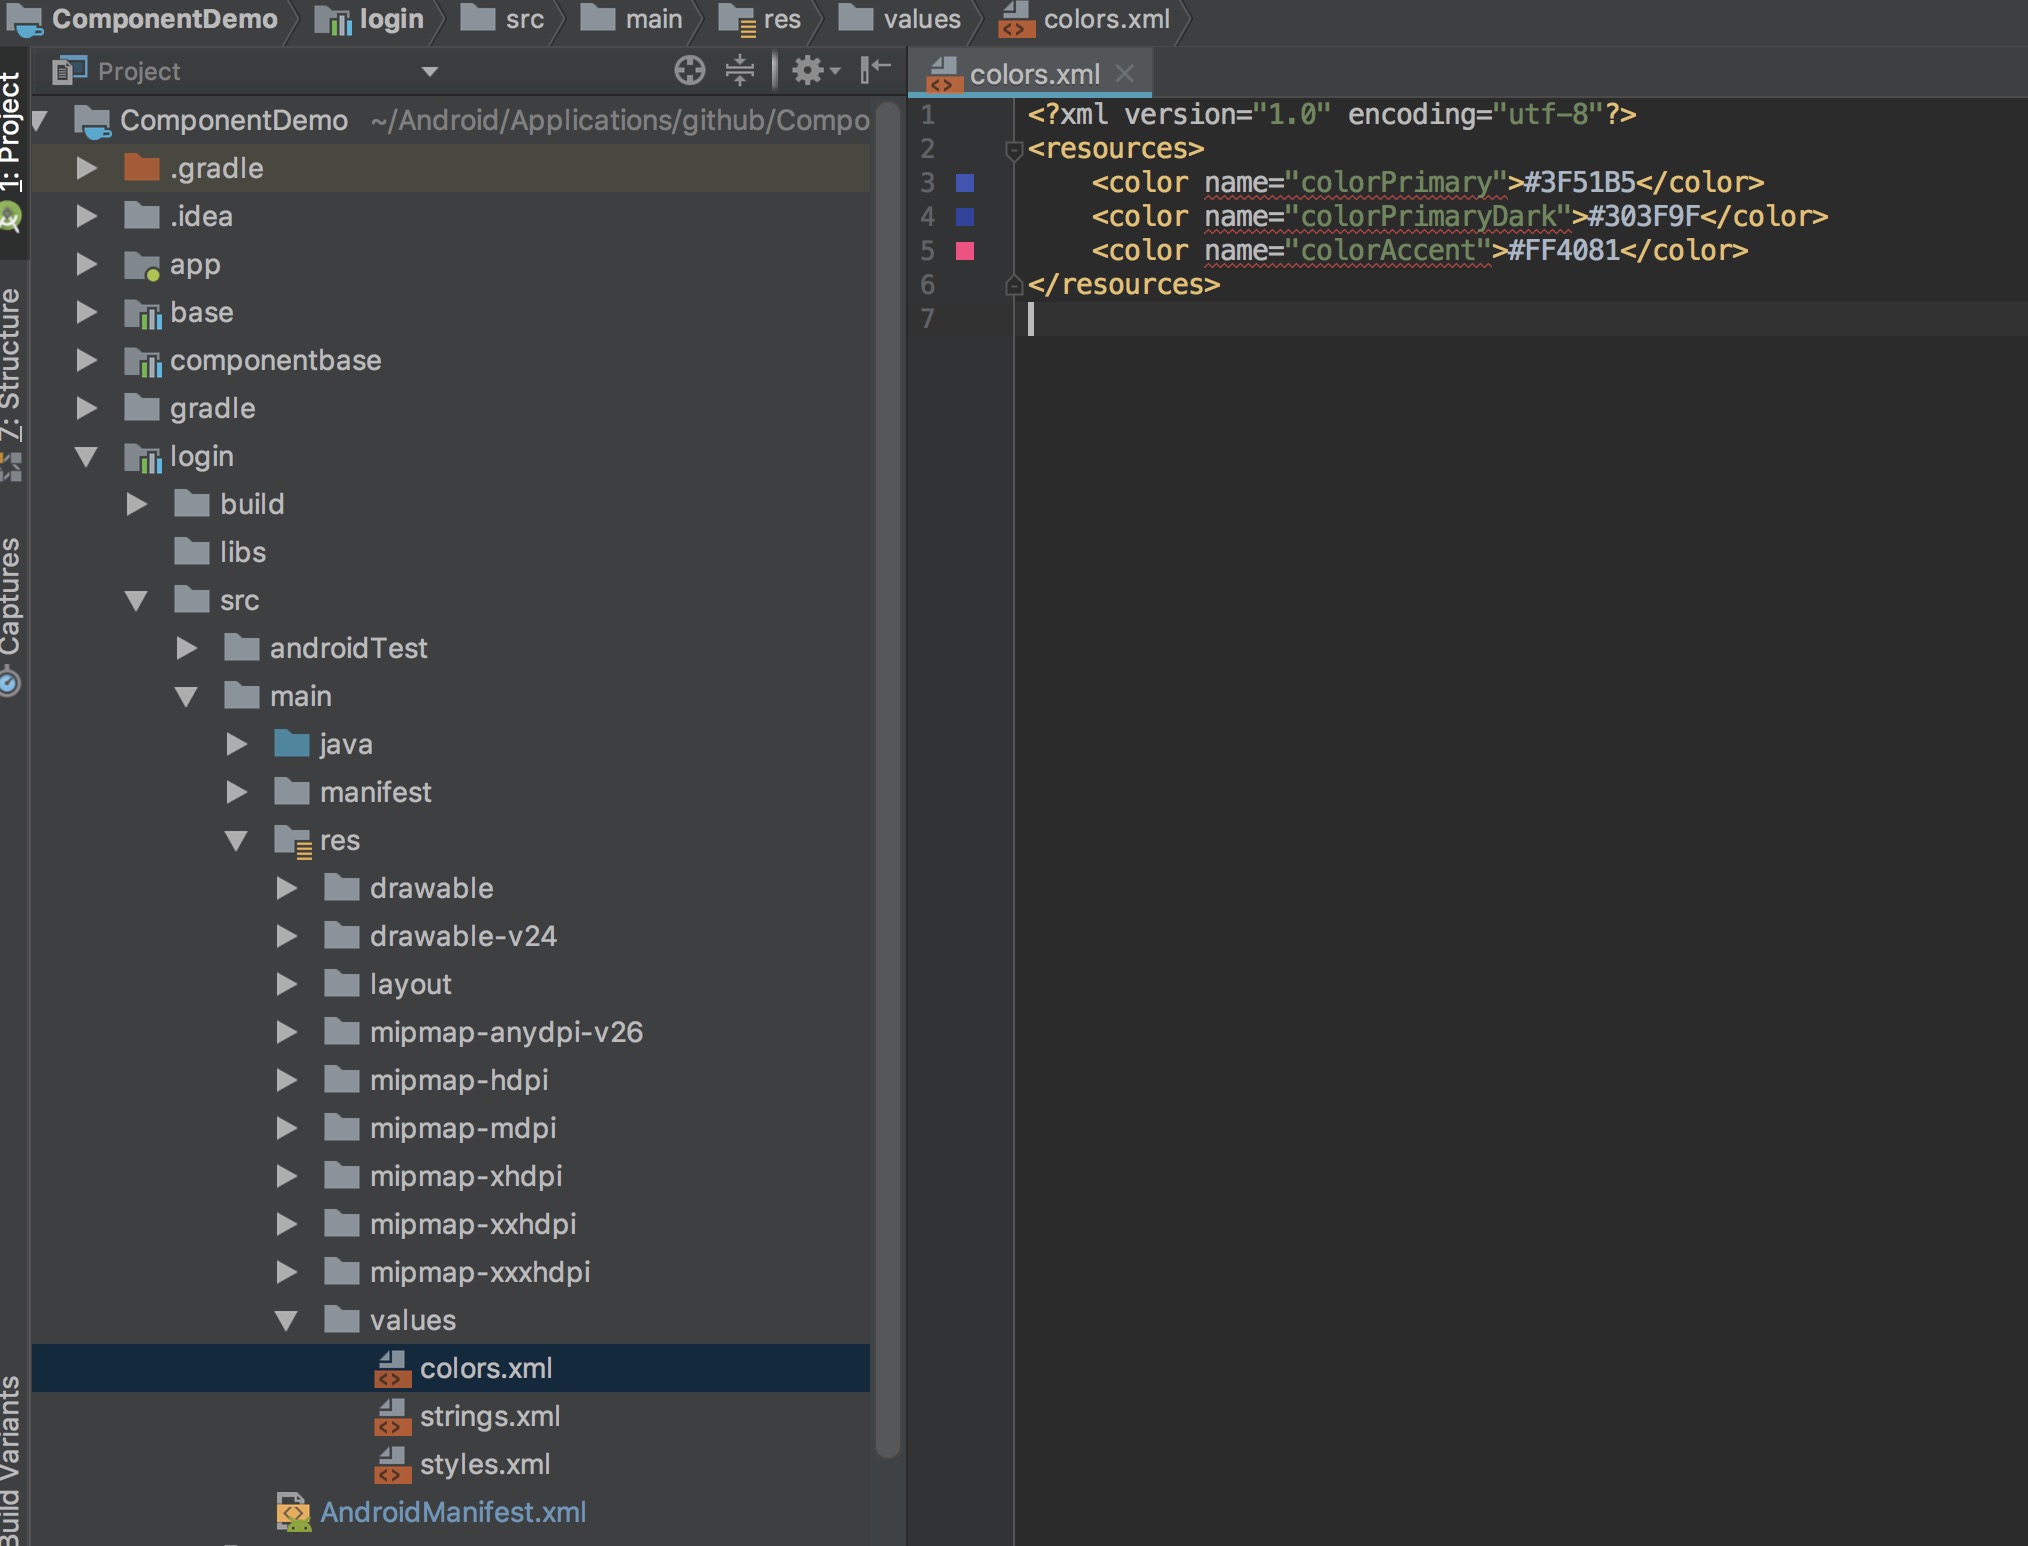 ComponentDemo login src main res values colors.xml
Project
colors.xml
1: Project
7: Structure
Captures
Build Variants
ComponentDemo ~/Android/Applications/github/Compo
.gradle
.idea
app
base
componentbase
gradle
login
build
libs
src
androidTest
main
java
manifest
res
drawable
drawable-v24
layout
mipmap-anydpi-v26
mipmap-hdpi
mipmap-mdpi
mipmap-xhdpi
mipmap-xxhdpi
mipmap-xxxhdpi
values
colors.xml
strings.xml
styles.xml
AndroidManifest.xml
1 <?xml version="1.0" encoding="utf-8"?>
2 <resources>
3 <color name="colorPrimary">#3F51B5</color>
4 <color name="colorPrimaryDark">#303F9F</color>
5 <color name="colorAccent">#FF4081</color>
6 </resources>
7